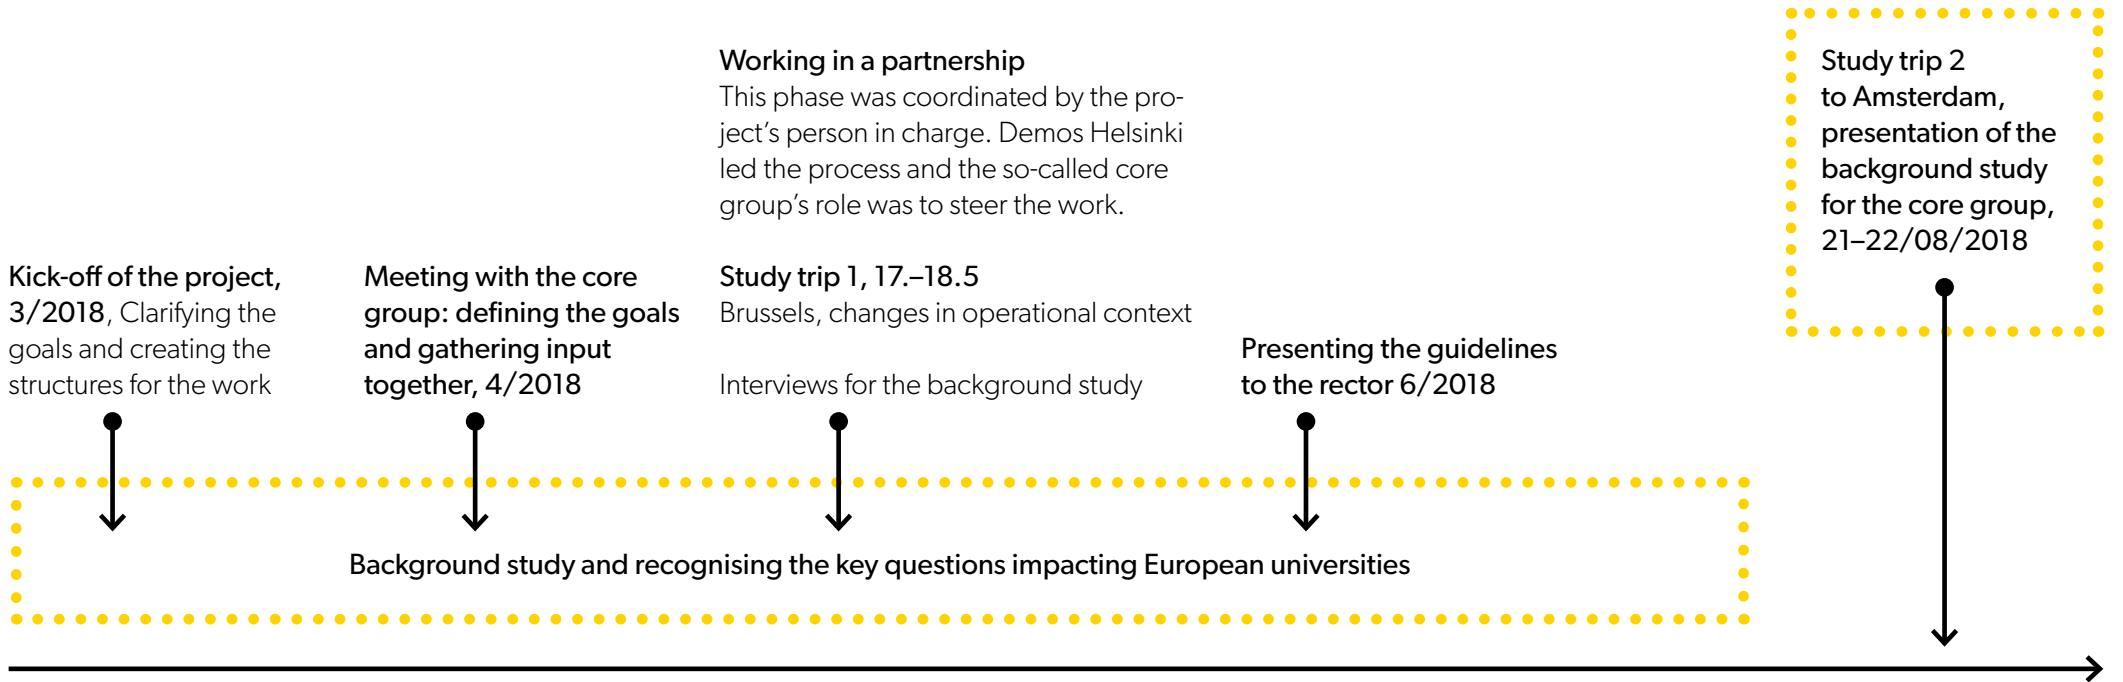 Kick-off of the project,
3/2018, Clarifying the
goals and creating the
structures for the work
Meeting with the core
group: defining the goals
and gathering input
together, 4/2018
Working in a partnership
This phase was coordinated by the pro-
ject’s person in charge. Demos Helsinki
led the process and the so-called core
group’s role was to steer the work.
Study trip 1, 17.–18.5
Brussels, changes in operational context
Interviews for the background study
Presenting the guidelines
to the rector 6/2018
Study trip 2
to Amsterdam,
presentation of the
background study
for the core group,
21–22/08/2018
Background study and recognising the key questions impacting European universities